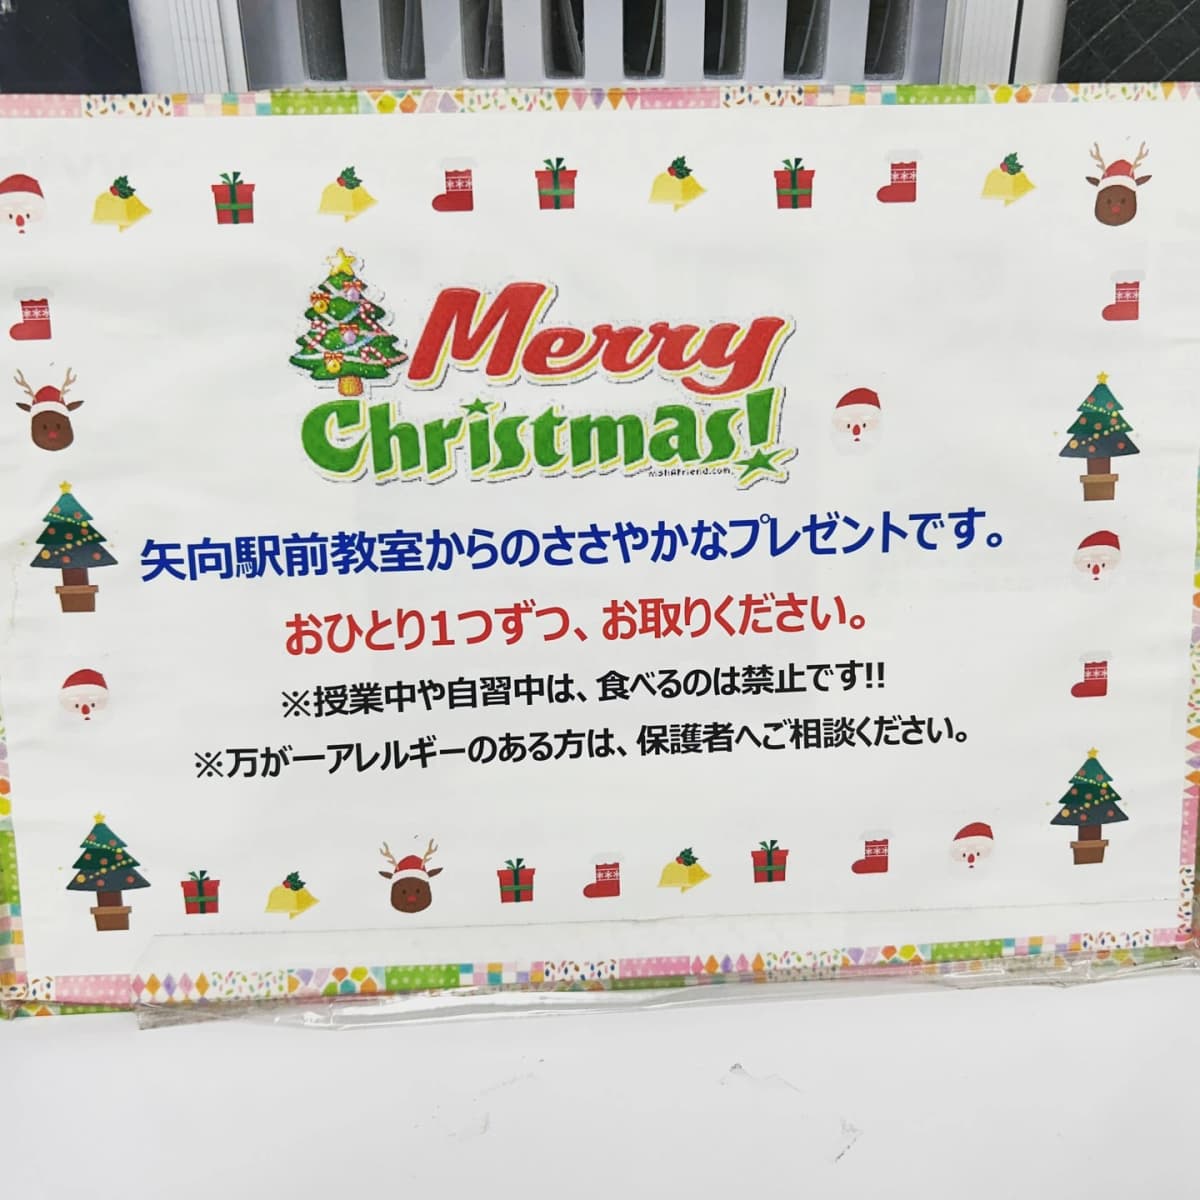 Merry
Christmas!
mSHAFriend.com
矢向駅前教室からのささやかなプレゼントです。
おひとり1つずつ、お取りください。
※授業中や自習中は、食べるのは禁止です!!
※万が一アレルギーのある方は、保護者へご相談ください。